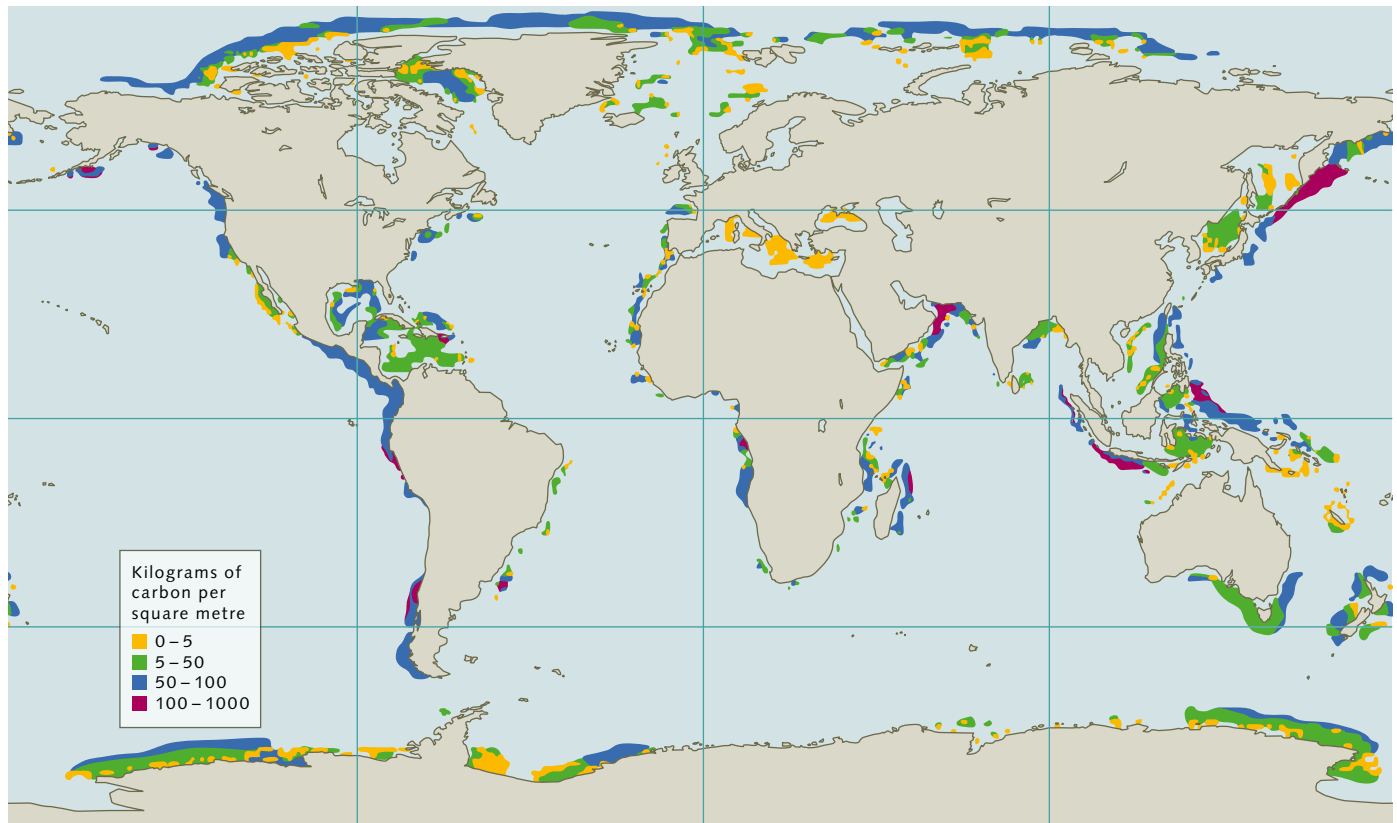 Kilograms of
carbon per
square metre
0 – 5
5 – 50
50 – 100
100 – 1000